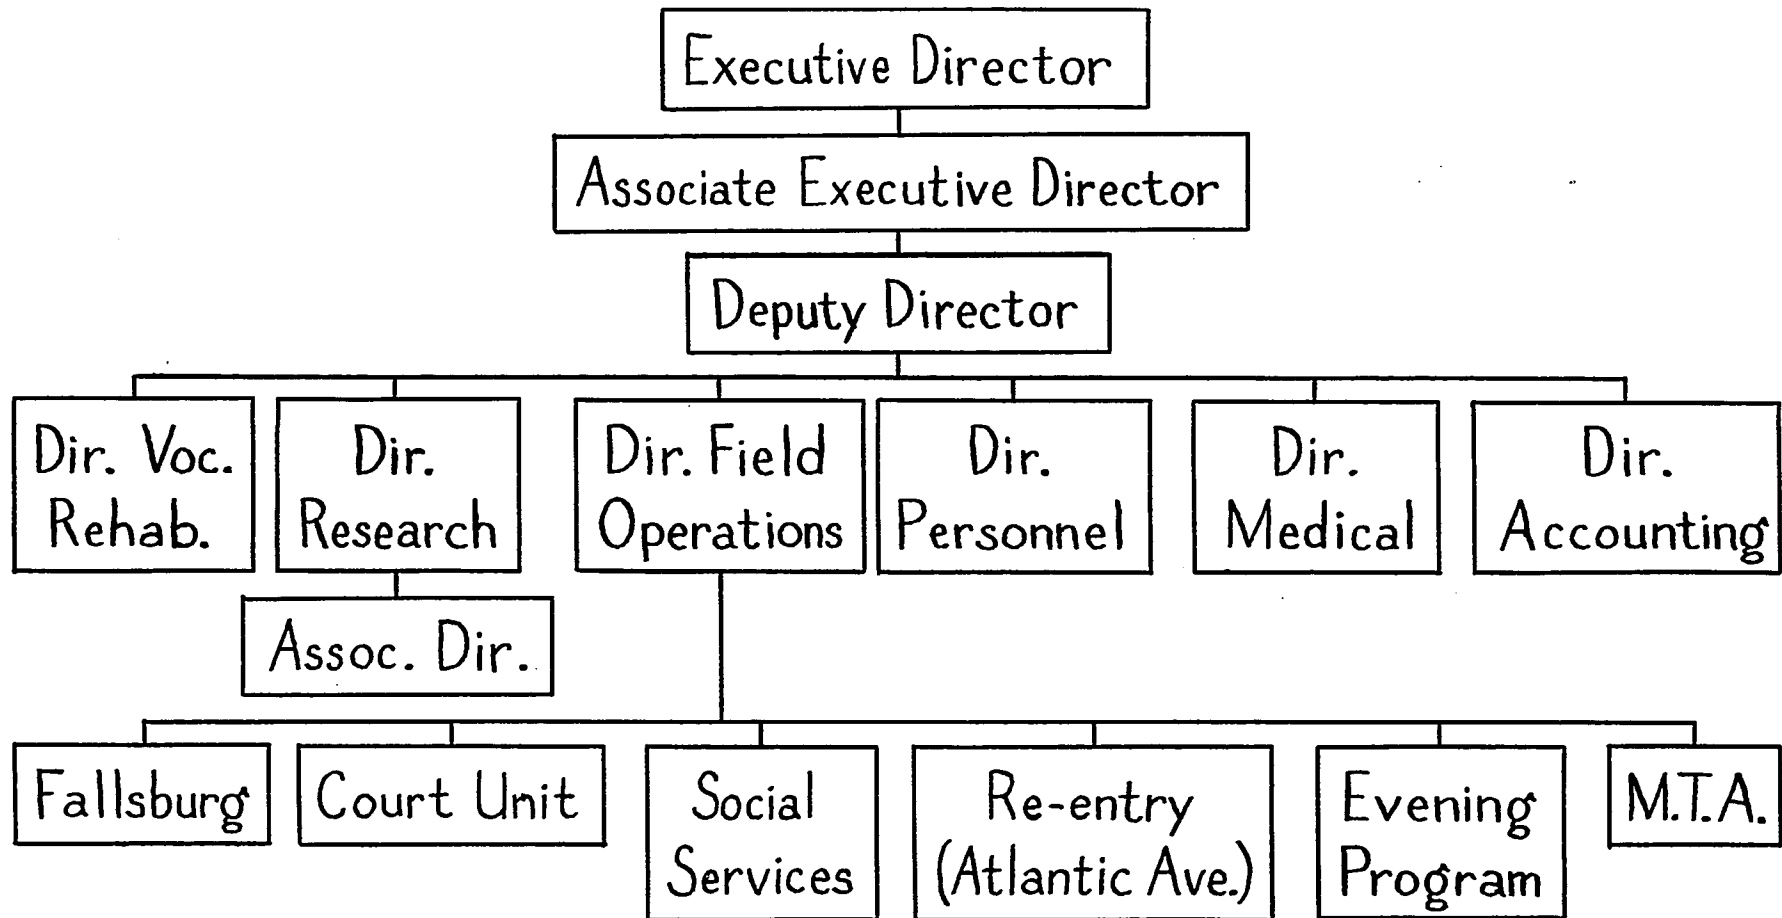 Executive Director
Associate Executive Director
Deputy Director
Dir. Voc.
Rehab.
Dir.
Research
Dir. Field
Operations
Dir.
Personnel
Dir.
Medical
Dir.
Accounting
Assoc. Dir.
Fallsburg
Court Unit
Social
Services
Re-entry
(Atlantic Ave.)
Evening
Program
M.T.A.